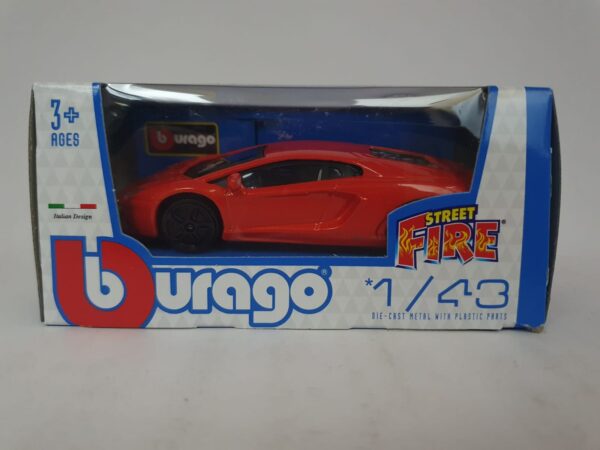 3+
AGES
burago
Italian Design
STREET
FIRE®
burago®
*1/43
DIE-CAST METAL WITH PLASTIC PARTS